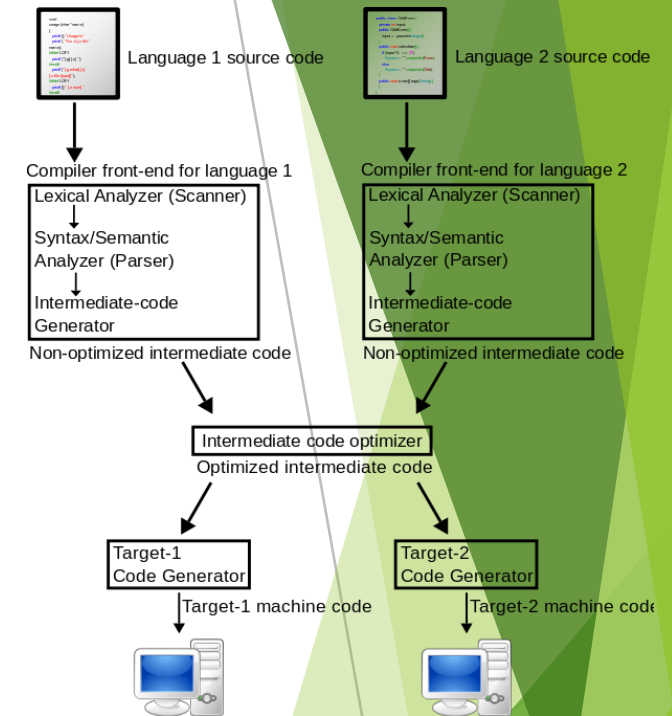 Language 1 source code
Language 2 source code
Compiler front-end for language 1
Lexical Analyzer (Scanner)
Syntax/Semantic
Analyzer (Parser)
Intermediate-code
Generator
Non-optimized intermediate code
Compiler front-end for language 2
Lexical Analyzer (Scanner)
Syntax/Semantic
Analyzer (Parser)
Intermediate-code
Generator
Non-optimized intermediate code
Intermediate code optimizer
Optimized intermediate code
Target-1
Code Generator
Target-1 machine code
Target-2
Code Generator
Target-2 machine code